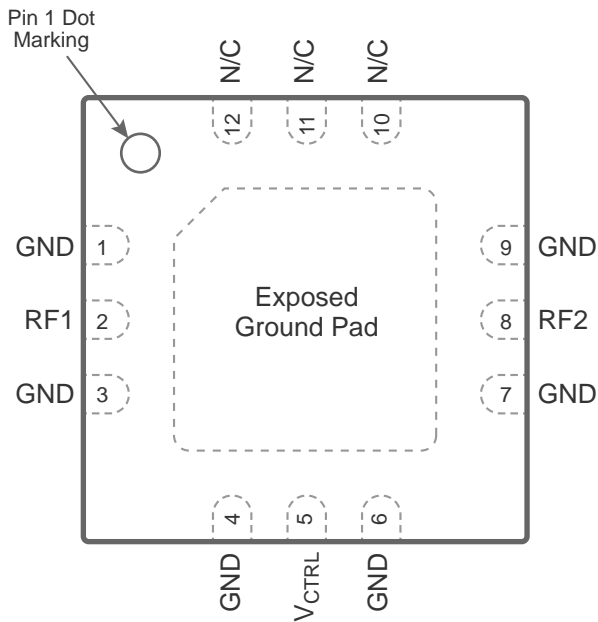 Pin 1 Dot
Marking
N/C N/C N/C
12 11 10
GND 1 9 GND
Exposed
Ground Pad
RF1 2 8 RF2
GND 3 7 GND
4 5 6
GND VCTRL GND